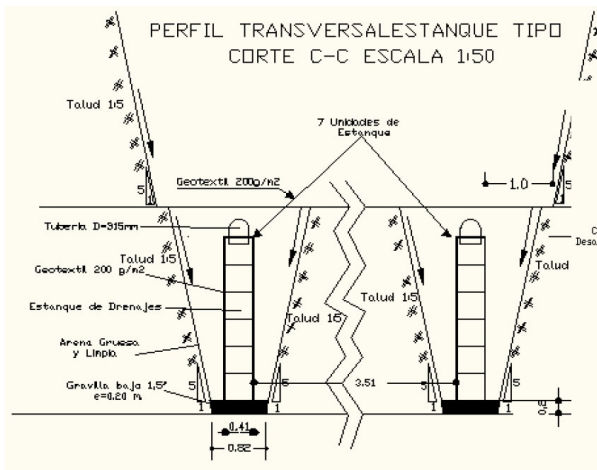 PERFIL TRANSVERSALESTANQUE TIPO
CORTE C-C ESCALA 1:50
Talud 1:5
7 Unidades de
Estanque
Geotextil 200g/m2
5
1
1.0
5
Tuberia D=315mm
Talud 1:5
Geotextil 200 g/m2
Talud 1:5
Talud
Estanque de Drenajes
Talud 1:5
Arena Gruesa
y Limpia
Gravilla baja 1,5"
e=0.20 m
5
1
5
1
3.51
5
1
5
1
0.41
0.82